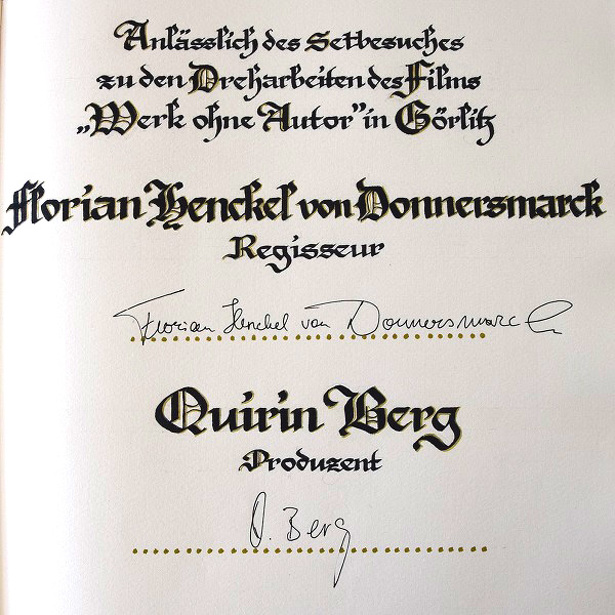 Anlässlich des Setbesuches
zu den Dreharbeiten des Films
„Werk ohne Autor” in Görlitz
Florian Henckel von Donnersmarck
Regisseur
Florian Henckel von Donnersmarck
Quirin Berg
Produzent
Q. Berg